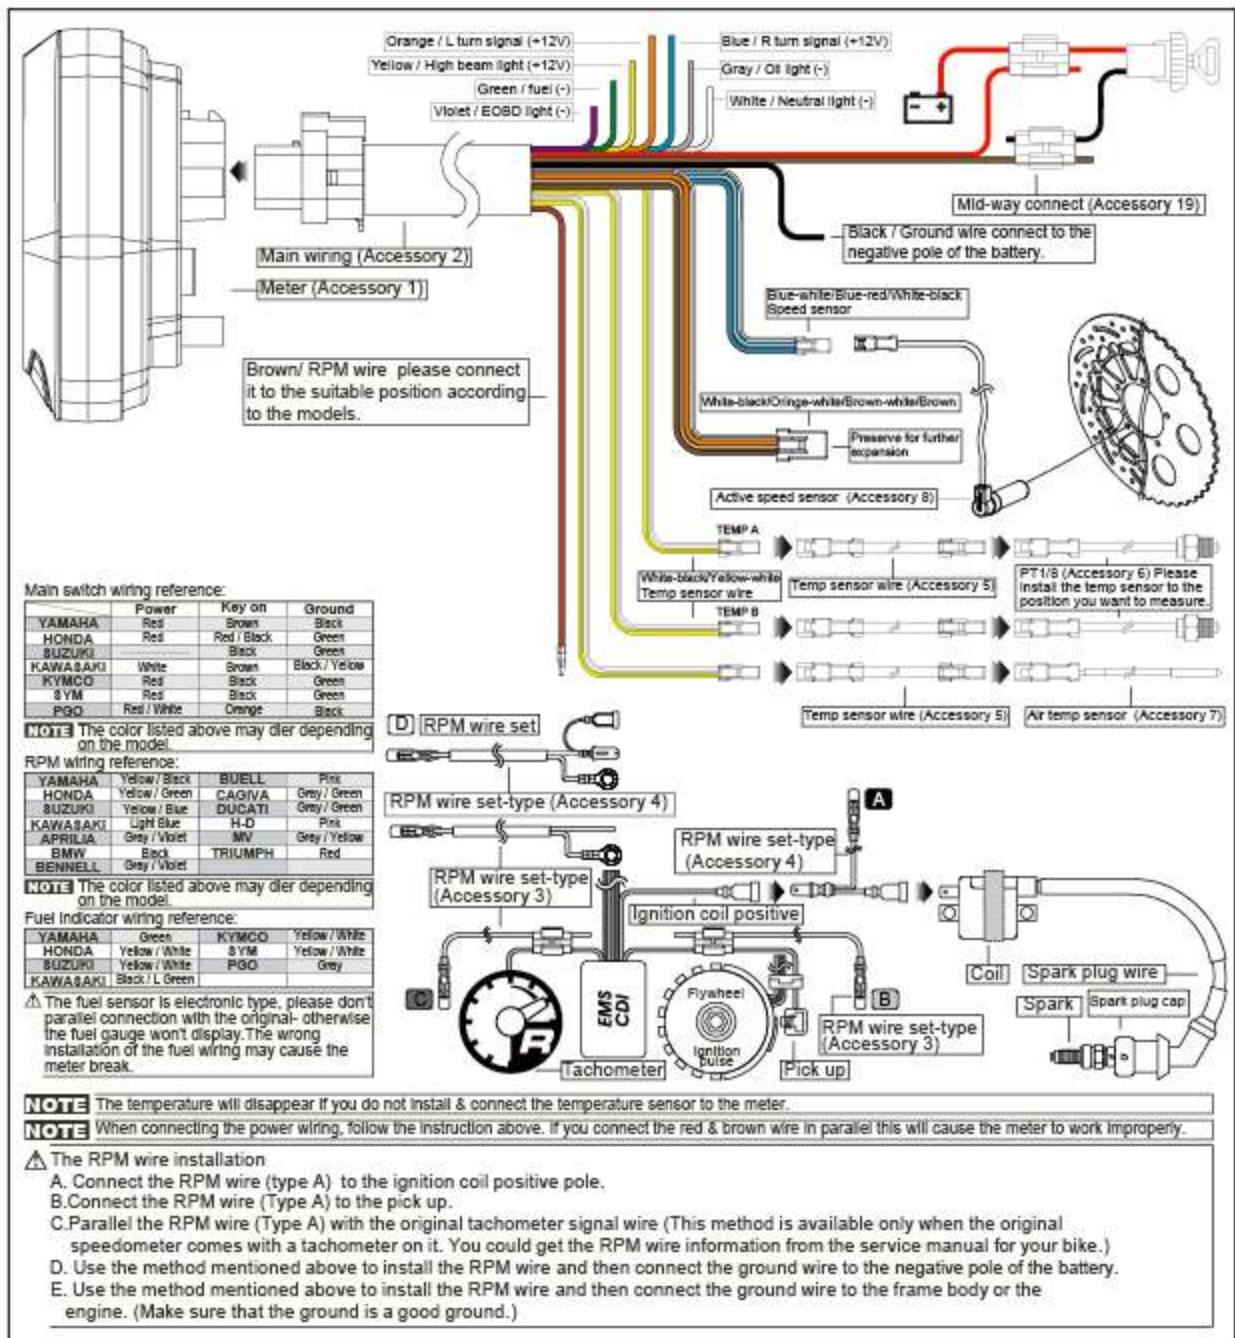 Orange / L turn signal (+12V)
Yellow / High beam light (+12V)
Green / fuel (-)
Violet / EOBD light (-)
Blue / R turn signal (+12V)
Gray / Oil light (-)
White / Neutral light (-)
- +
Mid-way connect (Accessory 19)
Black / Ground wire connect to the
negative pole of the battery.
Main wiring (Accessory 2)
Meter (Accessory 1)
Blue-white/Blue-red/White-black
Speed sensor
Brown/ RPM wire please connect
it to the suitable position according
to the models.
White-black/Oringe-white/Brown-white/Brown
Preserve for further
expansion
Active speed sensor (Accessory 8)
TEMP A
White-black/Yellow-white
Temp sensor wire
Temp sensor wire (Accessory 5)
PT1/8 (Accessory 6) Please
install the temp sensor to the
position you want to measure.
TEMP B
Temp sensor wire (Accessory 5)
Air temp sensor (Accessory 7)
Main switch wiring reference:
Power Key on Ground
YAMAHA Red Brown Black
HONDA Red Red / Black Green
SUZUKI Black Green
KAWASAKI White Brown Black / Yellow
KYMCO Red Black Green
SYM Red Black Green
PGO Red / White Orange Black
NOTE The color listed above may dier depending
on the model.
RPM wiring reference:
YAMAHA Yellow / Black BUELL Pink
HONDA Yellow / Green CAGIVA Gray / Green
SUZUKI Yellow / Blue DUCATI Gray / Green
KAWASAKI Light Blue H-D Pink
APRILIA Gray / Violet MV Gray / Yellow
BMW Black TRIUMPH Red
BENNELL Gray / Violet
NOTE The color listed above may dier depending
on the model.
Fuel indicator wiring reference:
YAMAHA Green KYMCO Yellow / White
HONDA Yellow / White SYM Yellow / White
SUZUKI Yellow / White PGO Gray
KAWASAKI Black / L Green
⚠ The fuel sensor is electronic type, please don't
parallel connection with the original- otherwise
the fuel gauge won't display.The wrong
installation of the fuel wiring may cause the
meter break.
D RPM wire set
RPM wire set-type (Accessory 4)
RPM wire set-type
(Accessory 3)
A
RPM wire set-type
(Accessory 4)
Ignition coil positive
C
R
Tachometer
EMS
CDI
Flywheel
Ignition
pulse
Pick up
B
RPM wire set-type
(Accessory 3)
Coil
Spark plug wire
Spark
Spark plug cap
NOTE The temperature will disappear if you do not install & connect the temperature sensor to the meter.
NOTE When connecting the power wiring, follow the instruction above. If you connect the red & brown wire in parallel this will cause the meter to work improperly.
⚠ The RPM wire installation
A. Connect the RPM wire (type A) to the ignition coil positive pole.
B.Connect the RPM wire (Type A) to the pick up.
C.Parallel the RPM wire (Type A) with the original tachometer signal wire (This method is available only when the original
speedometer comes with a tachometer on it. You could get the RPM wire information from the service manual for your bike.)
D. Use the method mentioned above to install the RPM wire and then connect the ground wire to the negative pole of the battery.
E. Use the method mentioned above to install the RPM wire and then connect the ground wire to the frame body or the
engine. (Make sure that the ground is a good ground.)